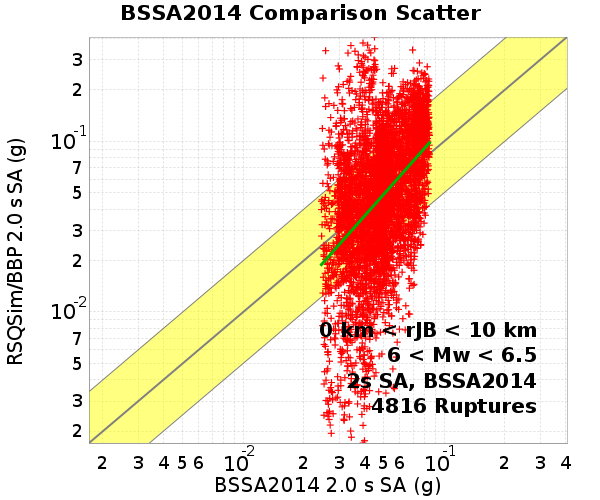 BSSA2014 Comparison Scatter
RSQSim/BBP 2.0 s SA (g)
3
2
10-1
7
5
3
2
10-2
7
5
3
2
0 km < rJB < 10 km
6 < Mw < 6.5
2s SA, BSSA2014
4816 Ruptures
2 3 4 5 6 10-2 2 3 4 5 6 10-1 2 3 4
BSSA2014 2.0 s SA (g)